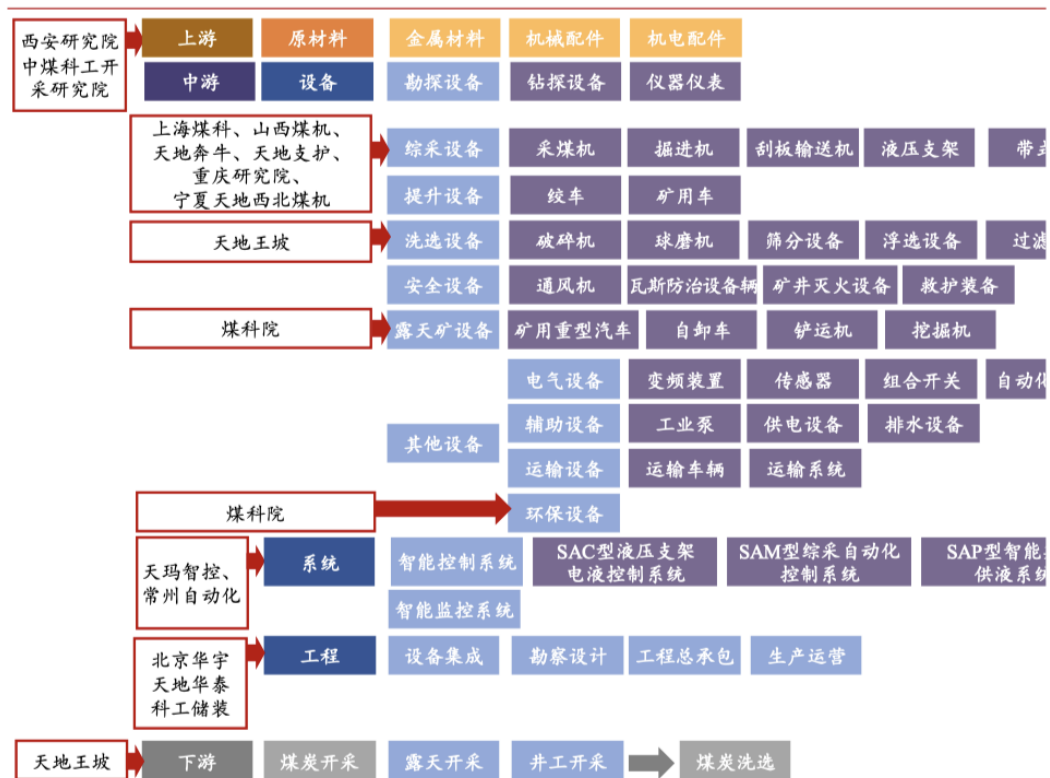 西安研究院
中煤科工开
采研究院
上游 原材料 金属材料 机械配件 机电配件
中游 设备 勘探设备 钻探设备 仪器仪表
上海煤科、山西煤机、
天地奔牛、天地支护、
重庆研究院、
宁夏天地西北煤机
综采设备 采煤机 掘进机 刮板输送机 液压支架 带
提升设备 绞车 矿用车
天地王坡 洗选设备 破碎机 球磨机 筛分设备 浮选设备 过滤
安全设备 通风机 瓦斯防治设备辆 矿井灭火设备 救护装备
煤科院 露天矿设备 矿用重型汽车 自卸车 铲运机 挖掘机
电气设备 变频装置 传感器 组合开关 自动化
其他设备
辅助设备 工业泵 供电设备 排水设备
运输设备 运输车辆 运输系统
煤科院 环保设备
天玛智控、
常州自动化
系统 智能控制系统
SAC型液压支架
电液控制系统
SAM型综采自动化
控制系统
SAP型智能
供液系统
智能监控系统
北京华宇
天地华泰
科工储装
工程 设备集成 勘察设计 工程总承包 生产运营
天地王坡 下游 煤炭开采 露天开采 井工开采 煤炭洗选